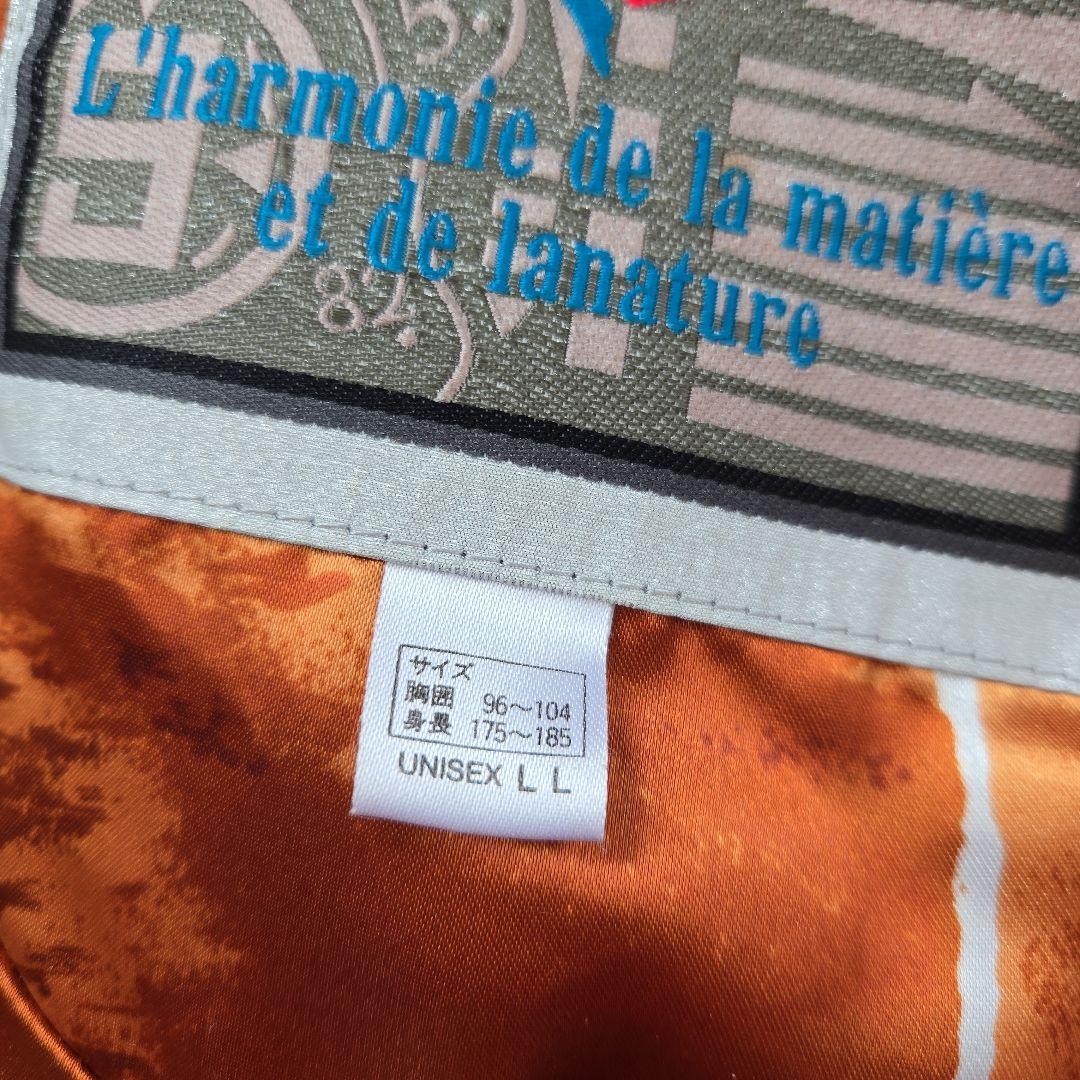 L'harmonie de la matière
et de lanature
サイズ
胸囲 96～104
身長 175～185
UNISEX L L